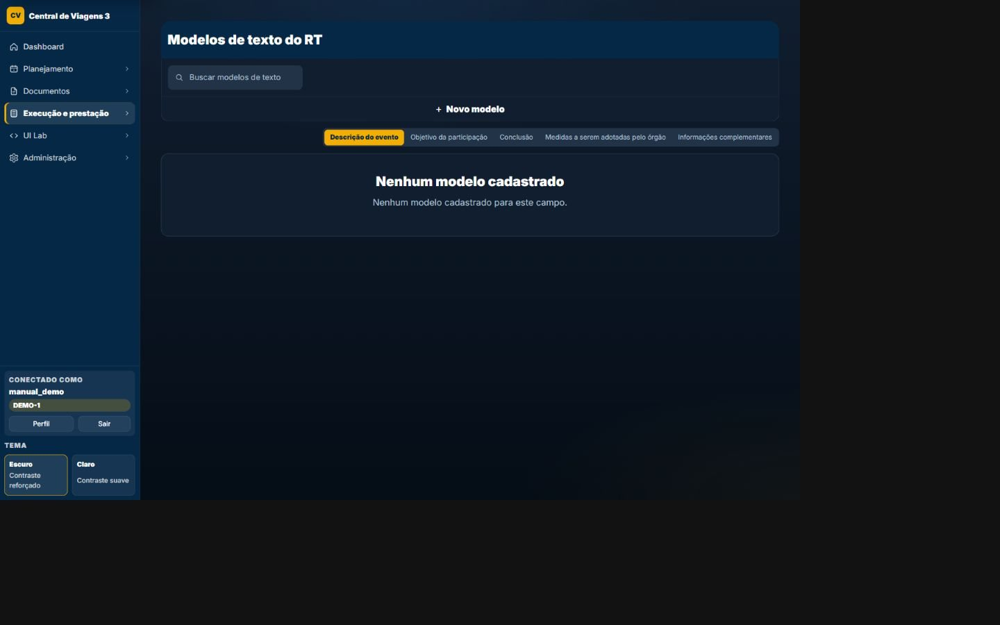 CV Central de Viagens 3
Dashboard
Planejamento
Documentos
Execução e prestação
UI Lab
Administração
CONECTADO COMO
manual_demo
DEMO-1
Perfil Sair
TEMA
Escuro
Contraste reforçado
Claro
Contraste suave
Modelos de texto do RT
Buscar modelos de texto
+ Novo modelo
Descrição do evento Objetivo da participação Conclusão Medidas a serem adotadas pelo órgão Informações complementares
Nenhum modelo cadastrado
Nenhum modelo cadastrado para este campo.